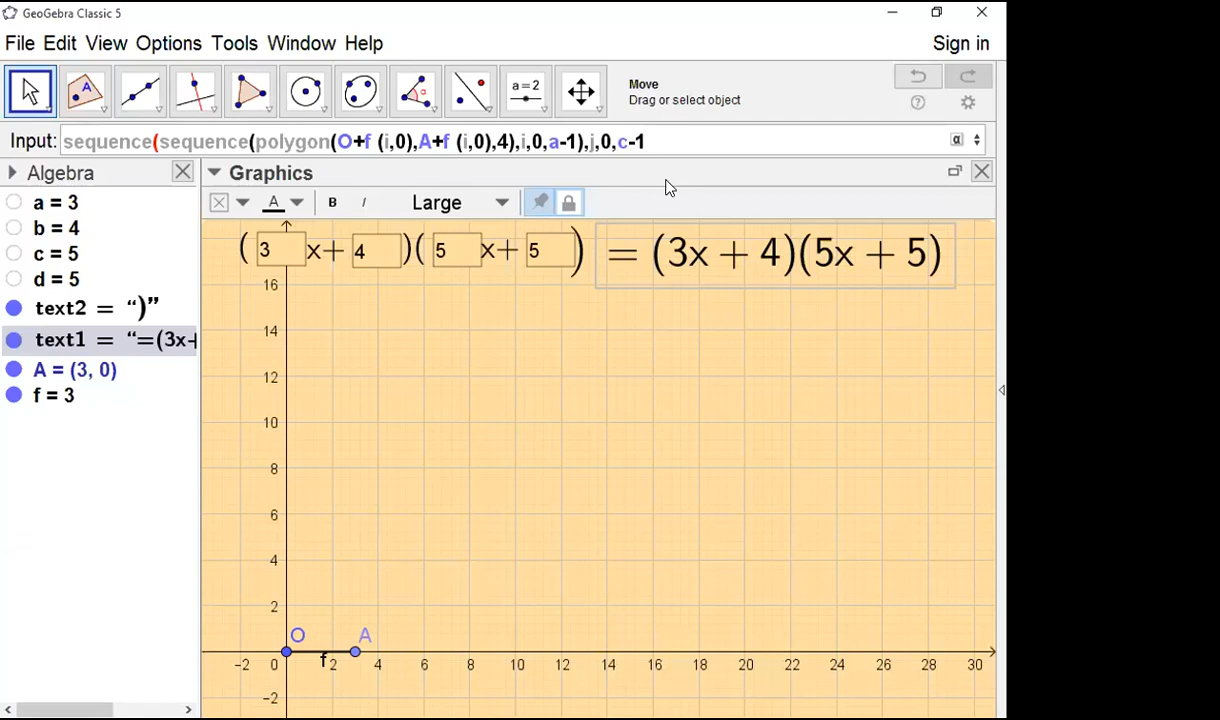 GeoGebra Classic 5
File Edit View Options Tools Window Help Sign in
A α a=2 Move
Drag or select object
Input: sequence(sequence(polygon(O+f (i,0),A+f (i,0),4),i,0,a-1),j,0,c-1 α
Algebra Graphics
A B I Large
a = 3
b = 4
c = 5
d = 5
text2 = “)”
text1 = “=(3x+
A = (3, 0)
f = 3
( 3 x+ 4 )( 5 x+ 5 ) =(3x + 4)(5x + 5)
16
14
12
10
8
6
4
2
O A
f
-2 0 2 4 6 8 10 12 14 16 18 20 22 24 26 28 30
-2